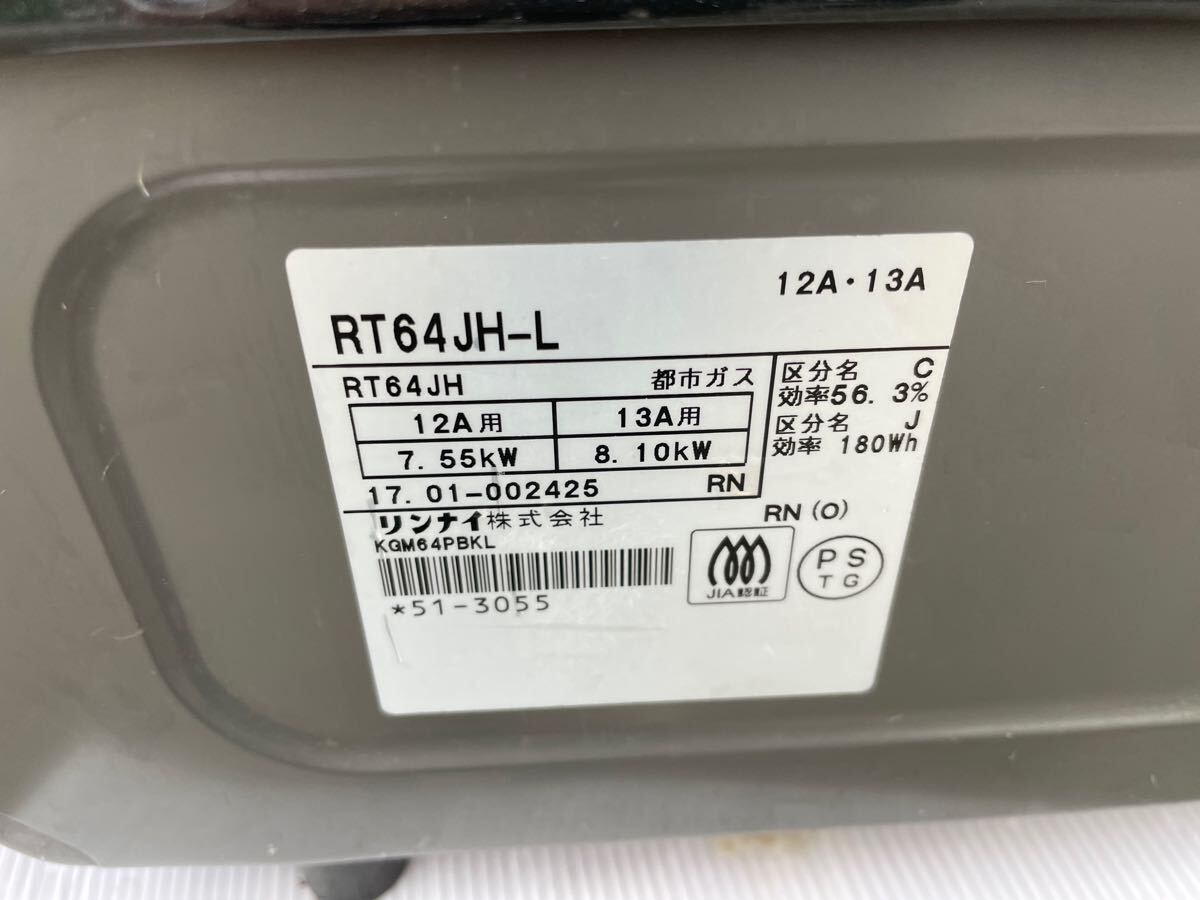 12A・13A
RT64JH-L
RT64JH 都市ガス
12A用 13A用
7.55kW 8.10kW
17.01-002425 RN
区分名 C
効率56.3%
区分名 J
効率 180Wh
リンナイ株式会社
RN(O)
KGM64PBKL
*51-3055
JIA認証
PS
TG